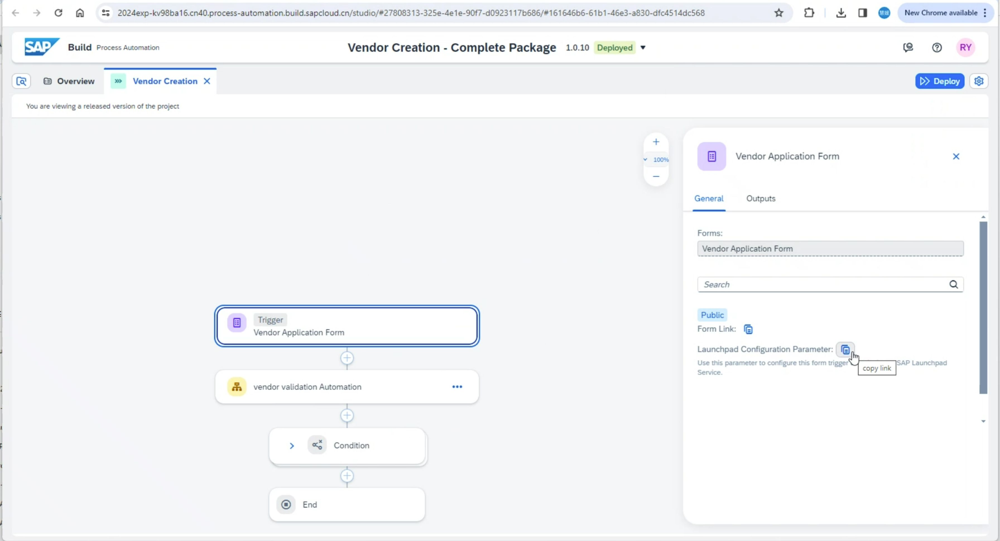 2024exp-kv98ba16.cn40.process-automation.build.sapcloud.cn/studio/#27808313-325e-4e1e-90f7-d0923117b686/#161646b6-61b1-46e3-a830-dfc4514dc568
慧媛
New Chrome available
SAP Build Process Automation
Vendor Creation - Complete Package 1.0.10 Deployed
RY
Overview
Vendor Creation
Deploy
You are viewing a released version of the project
100%
Vendor Application Form
General
Outputs
Forms:
Vendor Application Form
Search
Public
Form Link:
Launchpad Configuration Parameter:
Use this parameter to configure this form trigger SAP Launchpad
Service.
copy link
Trigger
Vendor Application Form
vendor validation Automation
Condition
End